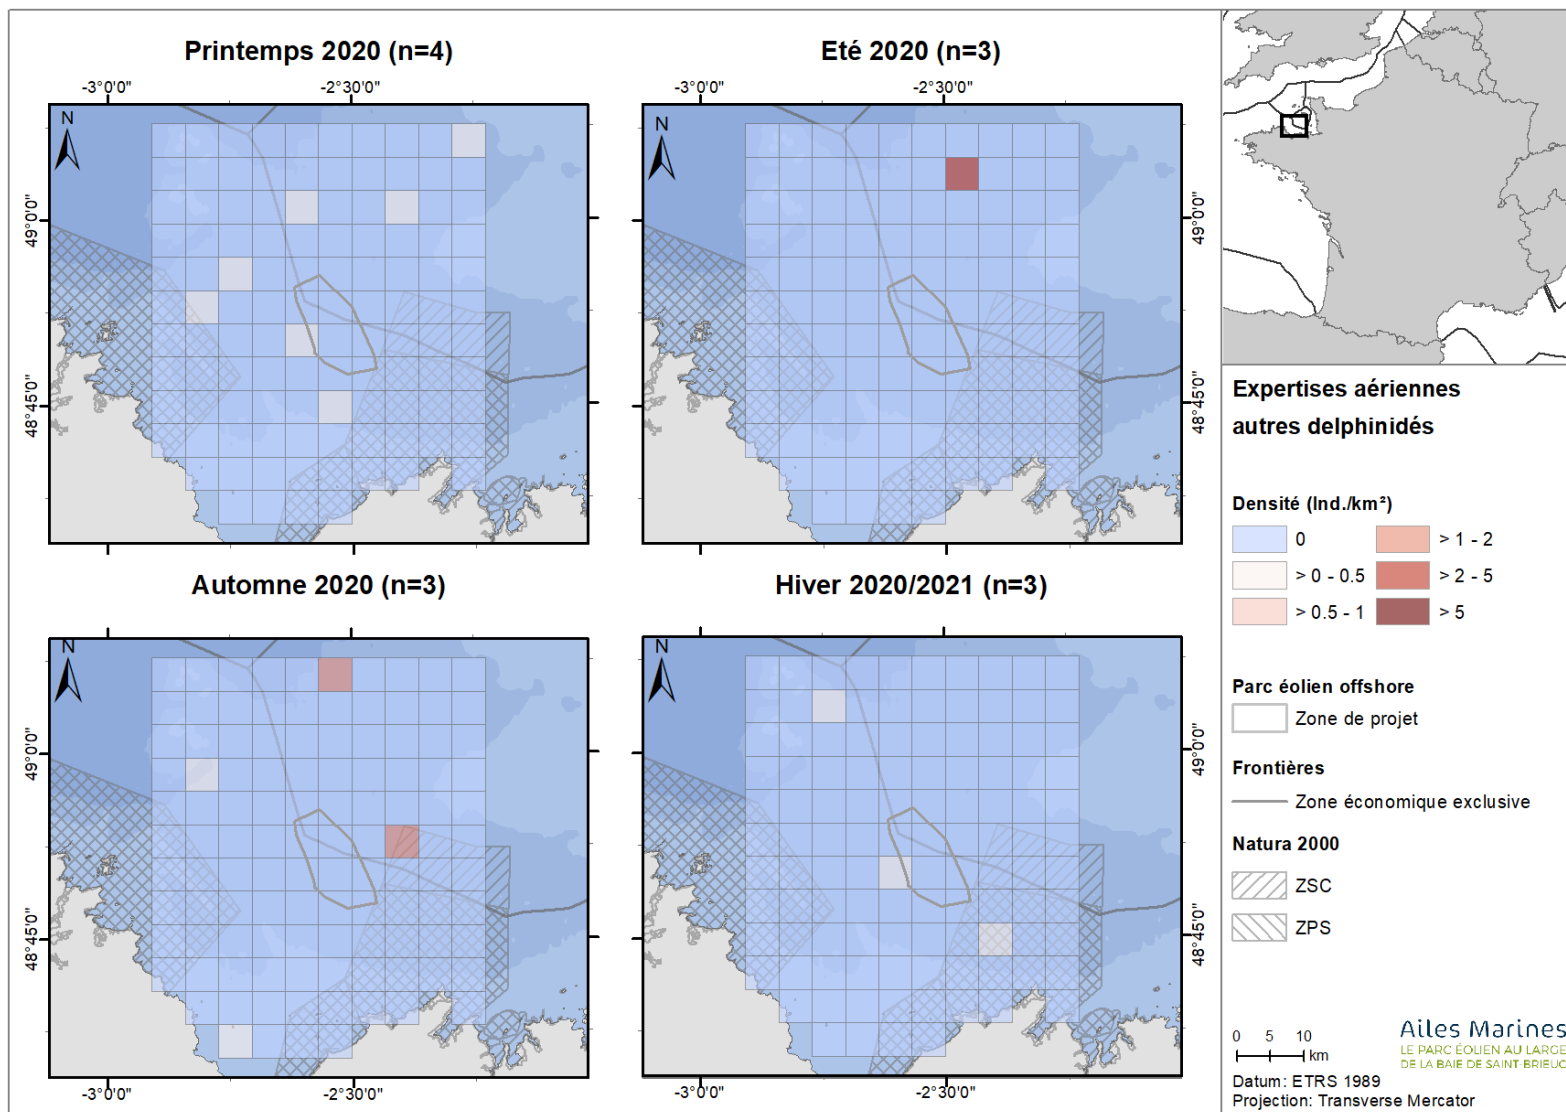 Printemps 2020 (n=4)
-3°0'0" -2°30'0"
N
49°0'0"
48°45'0"
Eté 2020 (n=3)
-3°0'0" -2°30'0"
N
49°0'0"
48°45'0"
Automne 2020 (n=3)
N
49°0'0"
48°45'0"
-3°0'0" -2°30'0"
Hiver 2020/2021 (n=3)
N
49°0'0"
48°45'0"
-3°0'0" -2°30'0"
Expertises aériennes
autres delphinidés
Densité (Ind./km²)
0 > 1 - 2
> 0 - 0.5 > 2 - 5
> 0.5 - 1 > 5
Parc éolien offshore
Zone de projet
Frontières
Zone économique exclusive
Natura 2000
ZSC
ZPS
0 5 10
km
Datum: ETRS 1989
Projection: Transverse Mercator
Ailes Marines
LE PARC ÉOLIEN AU LARGE
DE LA BAIE DE SAINT-BRIEUC